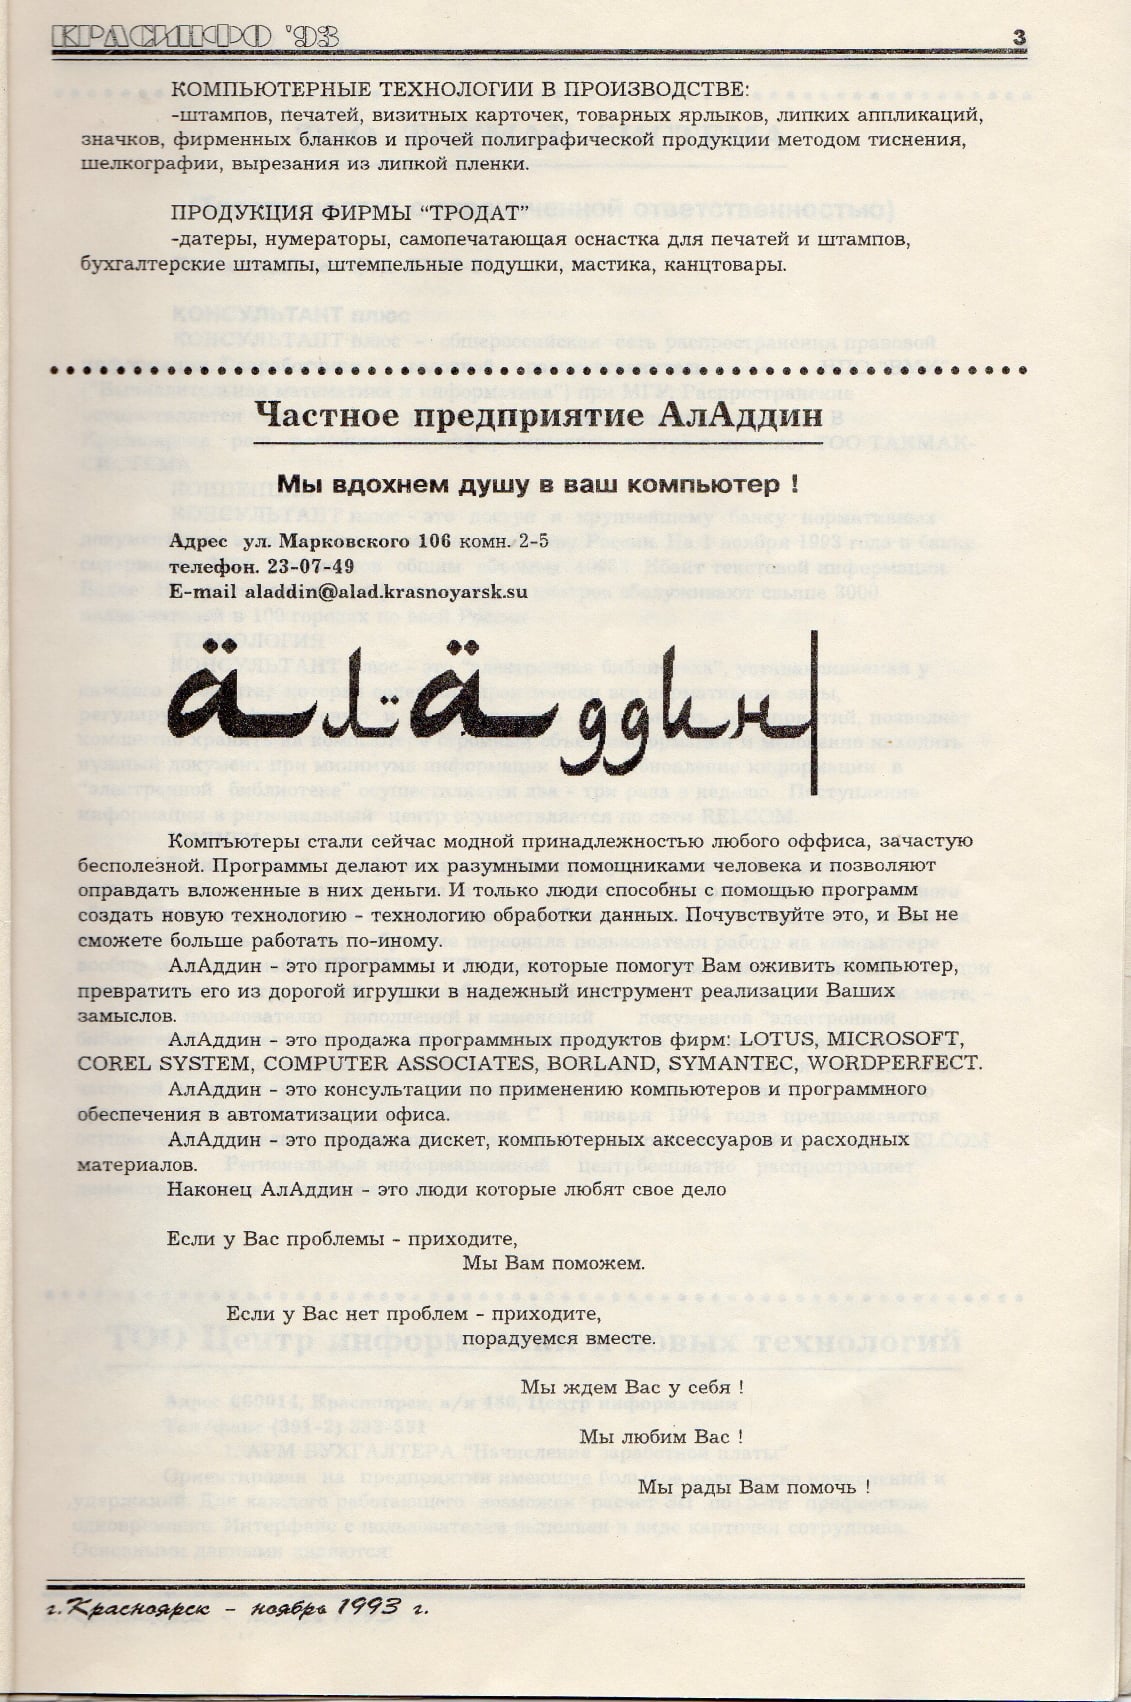 КРАСИНФО '93
3
КОМПЬЮТЕРНЫЕ ТЕХНОЛОГИИ В ПРОИЗВОДСТВЕ:
-штампов, печатей, визитных карточек, товарных ярлыков, липких аппликаций,
значков, фирменных бланков и прочей полиграфической продукции методом тиснения,
шелкографии, вырезания из липкой пленки.
ПРОДУКЦИЯ ФИРМЫ “ТРОДАТ”
-датеры, нумераторы, самопечатающая оснастка для печатей и штампов,
бухгалтерские штампы, штемпельные подушки, мастика, канцтовары.
Частное предприятие АлАддин
Мы вдохнем душу в ваш компьютер !
Адрес ул. Марковского 106 комн. 2-5
телефон. 23-07-49
E-mail aladdin@alad.krasnoyarsk.su
алАддин
Компъютеры стали сейчас модной принадлежностью любого оффиса, зачастую
бесполезной. Программы делают их разумными помощниками человека и позволяют
оправдать вложенные в них деньги. И только люди способны с помощью программ
создать новую технологию - технологию обработки данных. Почувствуйте это, и Вы не
сможете больше работать по-иному.
АлАддин - это программы и люди, которые помогут Вам оживить компьютер,
превратить его из дорогой игрушки в надежный инструмент реализации Ваших
замыслов.
АлАддин - это продажа программных продуктов фирм: LOTUS, MICROSOFT,
COREL SYSTEM, COMPUTER ASSOCIATES, BORLAND, SYMANTEC, WORDPERFECT.
АлАддин - это консультации по применению компьютеров и программного
обеспечения в автоматизации офиса.
АлАддин - это продажа дискет, компьютерных аксессуаров и расходных
материалов.
Наконец АлАддин - это люди которые любят свое дело
Если у Вас проблемы - приходите,
Мы Вам поможем.
Если у Вас нет проблем - приходите,
порадуемся вместе.
Мы ждем Вас у себя !
Мы любим Вас !
Мы рады Вам помочь !
г. Красноярск - ноябрь 1993 г.